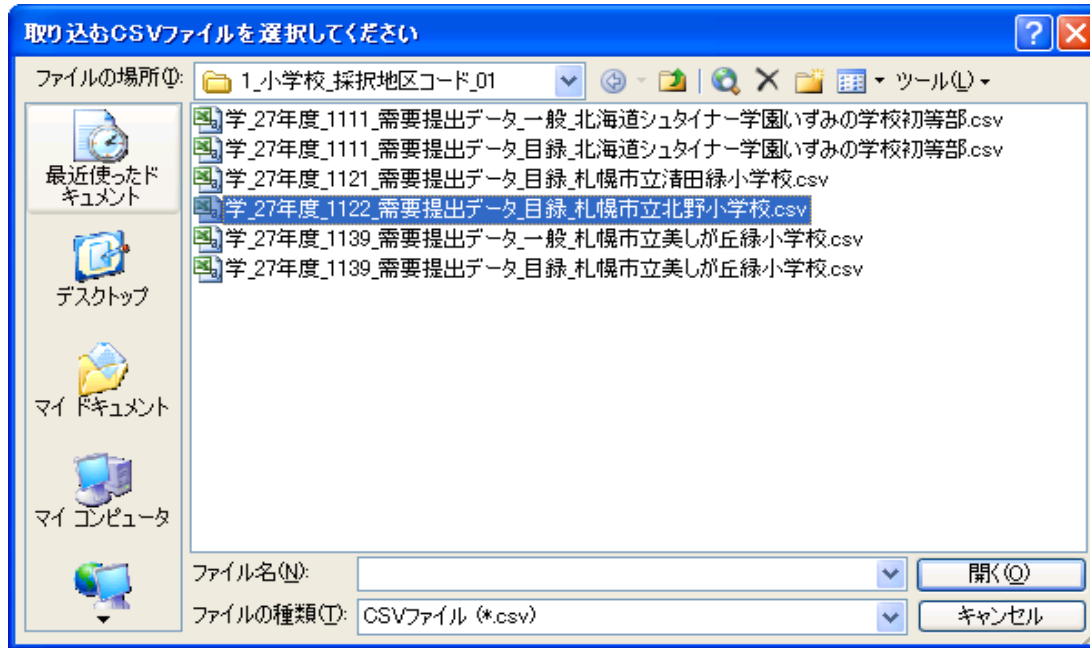 取り込むCSVファイルを選択してください
ファイルの場所(I):
1_小学校_採択地区コード_01
ツール(L)
最近使ったド
キュメント
デスクトップ
マイ ドキュメント
マイ コンピュータ
学_27年度_1111_需要提出データ_一般_北海道シュタイナー学園いずみの学校初等部.csv
学_27年度_1111_需要提出データ_目録_北海道シュタイナー学園いずみの学校初等部.csv
学_27年度_1121_需要提出データ_目録_札幌市立清田緑小学校.csv
学_27年度_1122_需要提出データ_目録_札幌市立北野小学校.csv
学_27年度_1139_需要提出データ_一般_札幌市立美しが丘緑小学校.csv
学_27年度_1139_需要提出データ_目録_札幌市立美しが丘緑小学校.csv
ファイル名(N):
開く(O)
ファイルの種類(T):
CSVファイル (*.csv)
キャンセル